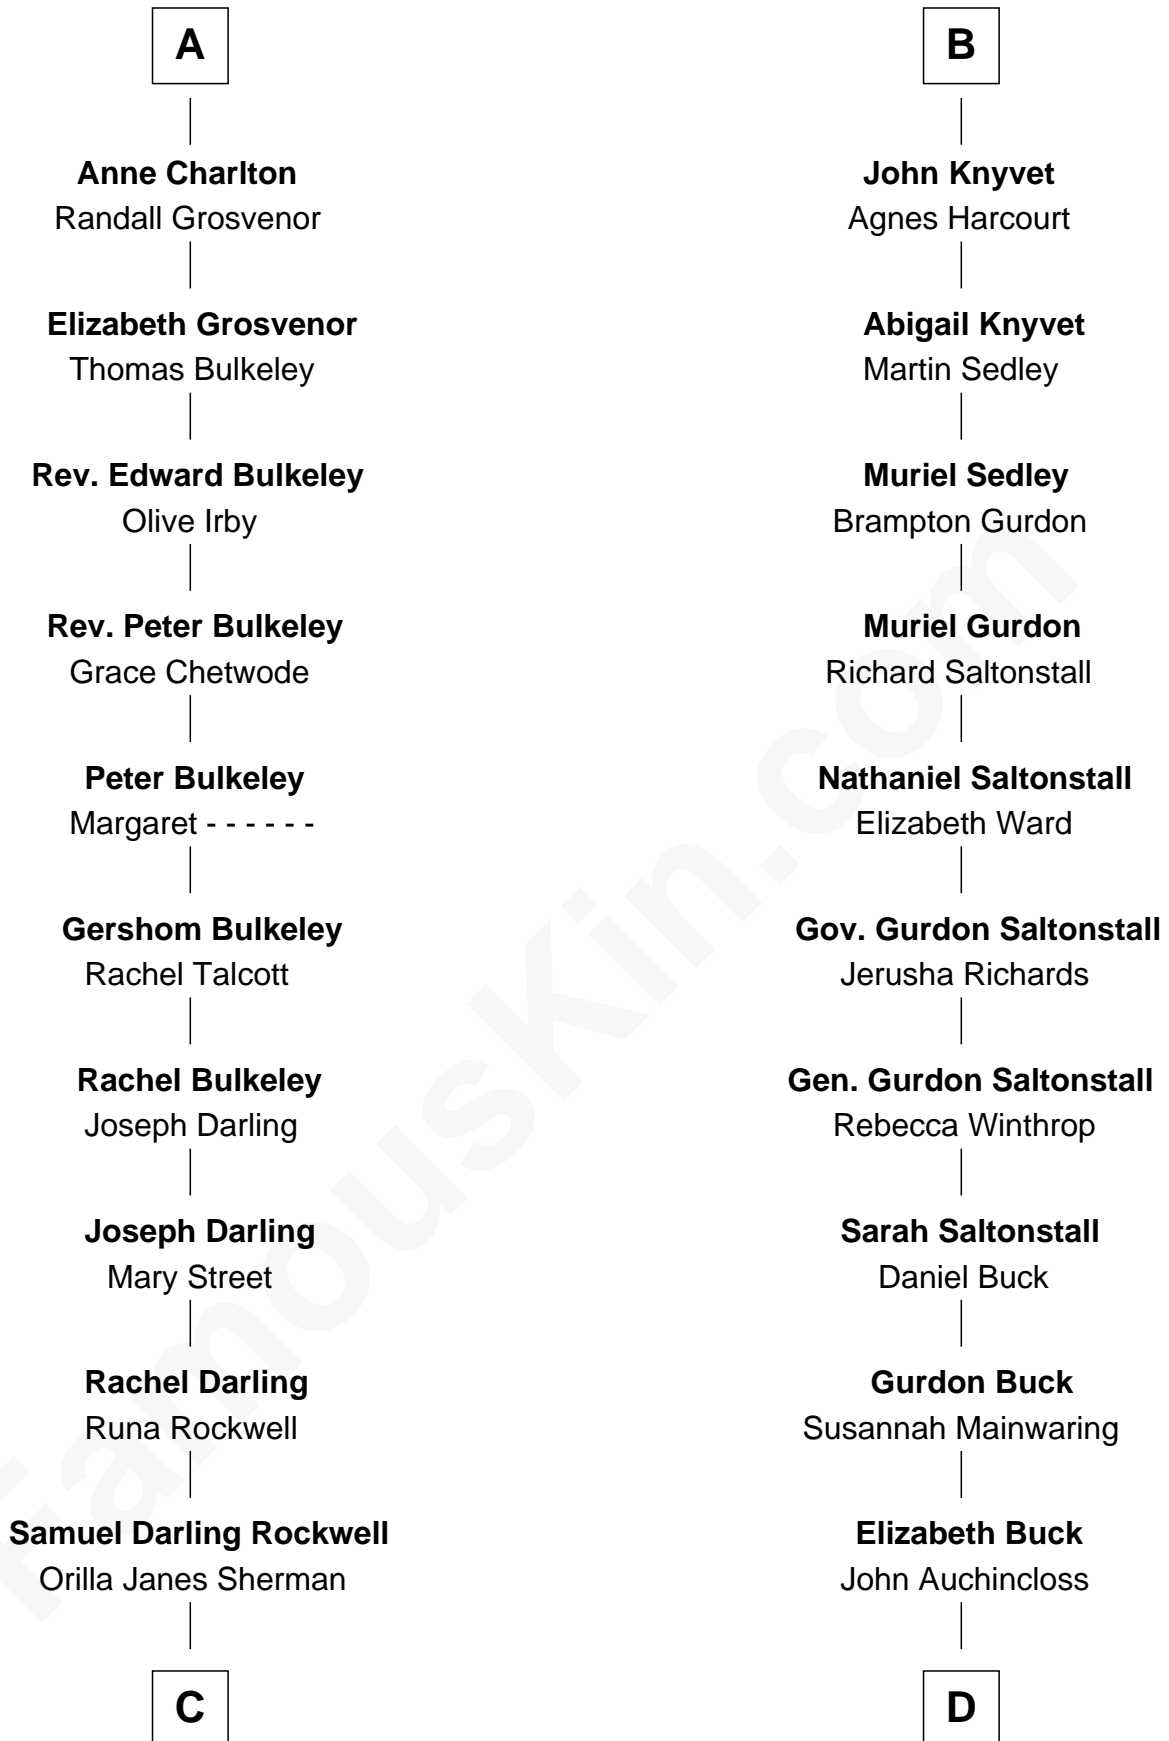 A
Anne Charlton
Randall Grosvenor
Elizabeth Grosvenor
Thomas Bulkeley
Rev. Edward Bulkeley
Olive Irby
Rev. Peter Bulkeley
Grace Chetwode
Peter Bulkeley
Margaret - - - - - -
Gershom Bulkeley
Rachel Talcott
Rachel Bulkeley
Joseph Darling
Joseph Darling
Mary Street
Rachel Darling
Runa Rockwell
Samuel Darling Rockwell
Orilla Janes Sherman
C
B
John Knyvet
Agnes Harcourt
Abigail Knyvet
Martin Sedley
Muriel Sedley
Brampton Gurdon
Muriel Gurdon
Richard Saltonstall
Nathaniel Saltonstall
Elizabeth Ward
Gov. Gurdon Saltonstall
Jerusha Richards
Gen. Gurdon Saltonstall
Rebecca Winthrop
Sarah Saltonstall
Daniel Buck
Gurdon Buck
Susannah Mainwaring
Elizabeth Buck
John Auchincloss
D
FamousKin.com